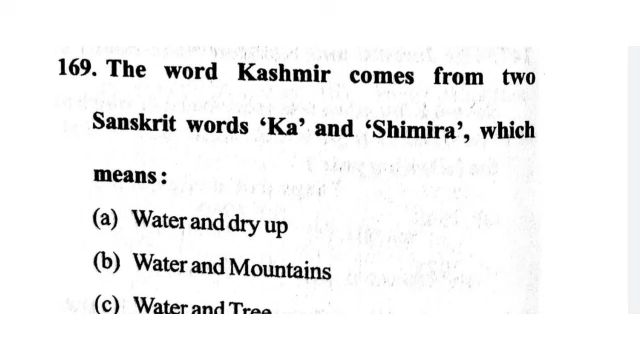 169. The word Kashmir comes from two
Sanskrit words ‘Ka’ and ‘Shimira’, which
means :
(a) Water and dry up
(b) Water and Mountains
(c) Water and Tree